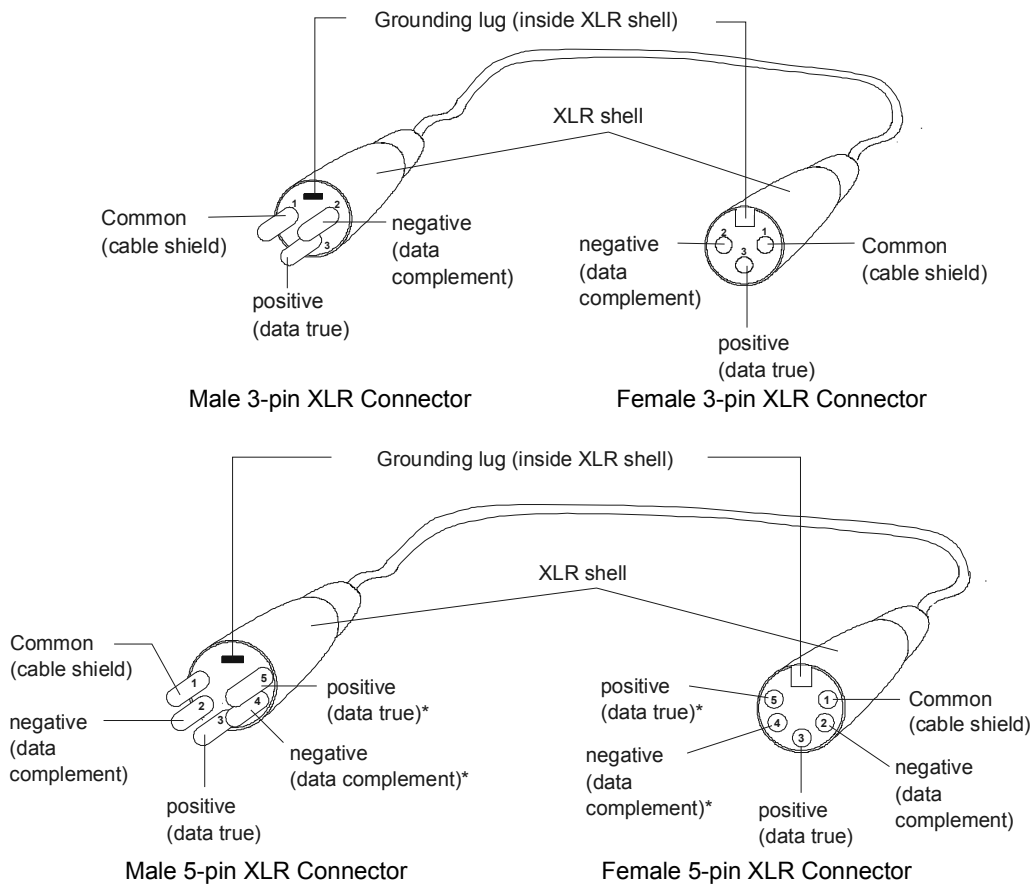 Grounding lug (inside XLR shell)
XLR shell
1
2
3
Common
(cable shield)
negative
(data
complement)
positive
(data true)
2
1
3
negative
(data
complement)
Common
(cable shield)
positive
(data true)
Male 3-pin XLR Connector
Female 3-pin XLR Connector
Grounding lug (inside XLR shell)
XLR shell
Common
(cable shield)
1
2
3
5
4
negative
(data
complement)
positive
(data true)*
negative
(data complement)*
positive
(data true)
positive
(data true)*
negative
(data
complement)*
5
1
4
2
3
Common
(cable shield)
negative
(data
complement)
positive
(data true)
Male 5-pin XLR Connector
Female 5-pin XLR Connector